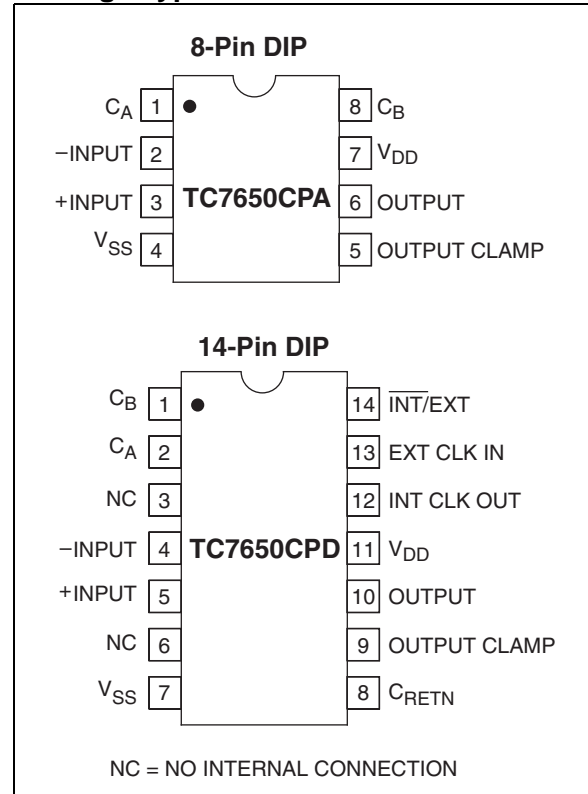 8-Pin DIP
CA 1 8 CB
–INPUT 2 7 VDD
+INPUT 3 TC7650CPA 6 OUTPUT
VSS 4 5 OUTPUT CLAMP
14-Pin DIP
CB 1 14 INT/EXT
CA 2 13 EXT CLK IN
NC 3 12 INT CLK OUT
–INPUT 4 TC7650CPD 11 VDD
+INPUT 5 10 OUTPUT
NC 6 9 OUTPUT CLAMP
VSS 7 8 CRETN
NC = NO INTERNAL CONNECTION